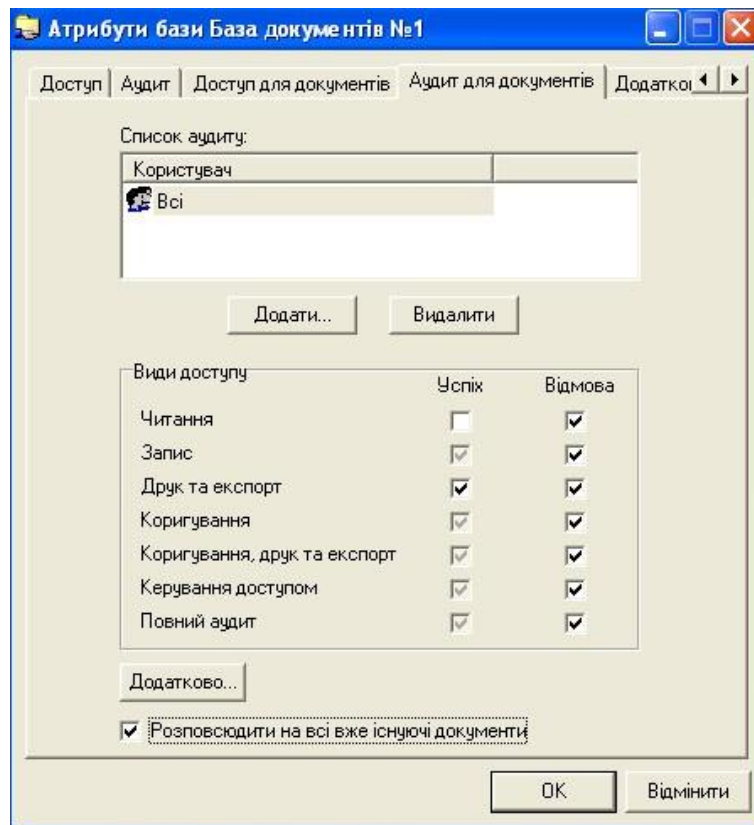 Атрибути бази База документів №1
Доступ Аудит Доступ для документів Аудит для документів Додатков
Список аудиту:
Користувач
Всі
Додати... Видалити
Види доступу Успіх Відмова
Читання
Запис
Друк та експорт
Коригування
Коригування, друк та експорт
Керування доступом
Повний аудит
Додатково...
Розповсюдити на всі вже існуючі документи
OK Відмінити